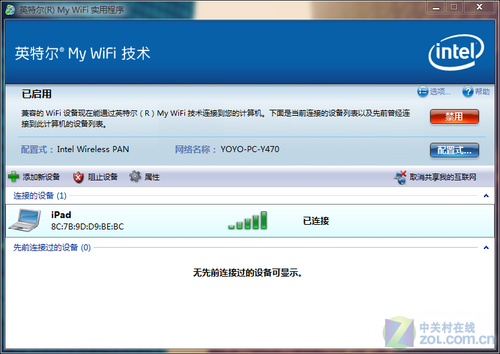 英特尔(R) My WiFi 实用程序
英特尔® My WiFi 技术
intel
已启用
选项...
帮助
兼容的 WiFi 设备现在能通过英特尔（R）My WiFi 技术连接到您的计算机。下面是当前连接的设备列表以及先前曾经连
接到此计算机的设备列表。
禁用
配置式： Intel Wireless PAN
网络名称： YOYO-PC-Y470
配置式...
添加新设备
阻止设备
属性
取消共享我的互联网
连接的设备 (1)
iPad
8C:7B:9D:D9:BE:BC
已连接
先前连接过的设备 (0)
无先前连接过的设备可显示。
中关村在线
zol.com.cn